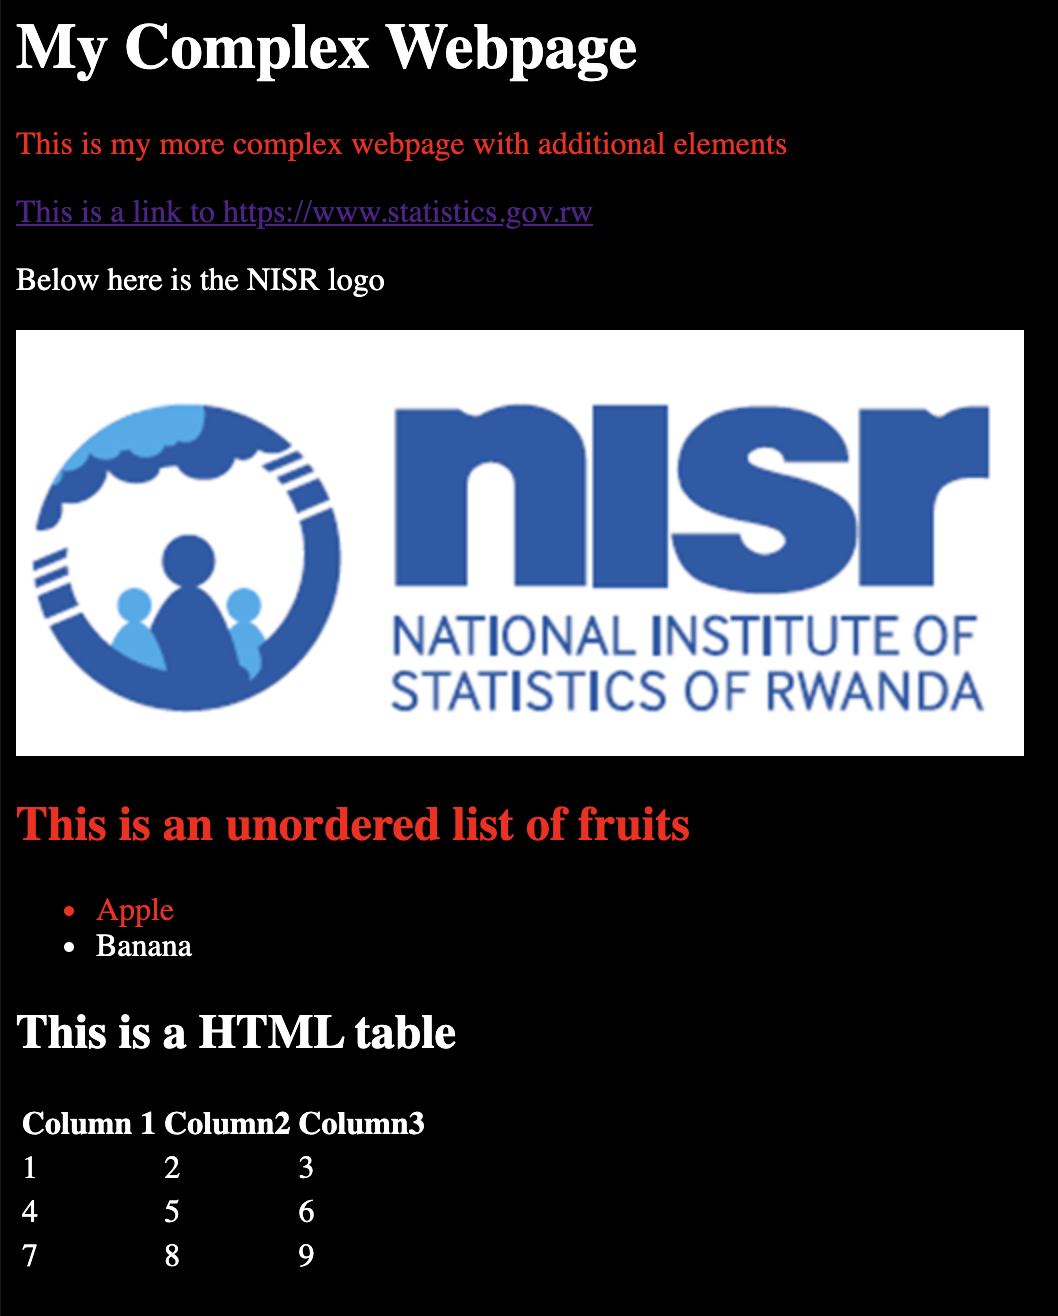 My Complex Webpage
This is my more complex webpage with additional elements
This is a link to https://www.statistics.gov.rw
Below here is the NISR logo
nisr
NATIONAL INSTITUTE OF
STATISTICS OF RWANDA
This is an unordered list of fruits
• Apple
• Banana
This is a HTML table
Column 1 Column2 Column3
1 2 3
4 5 6
7 8 9